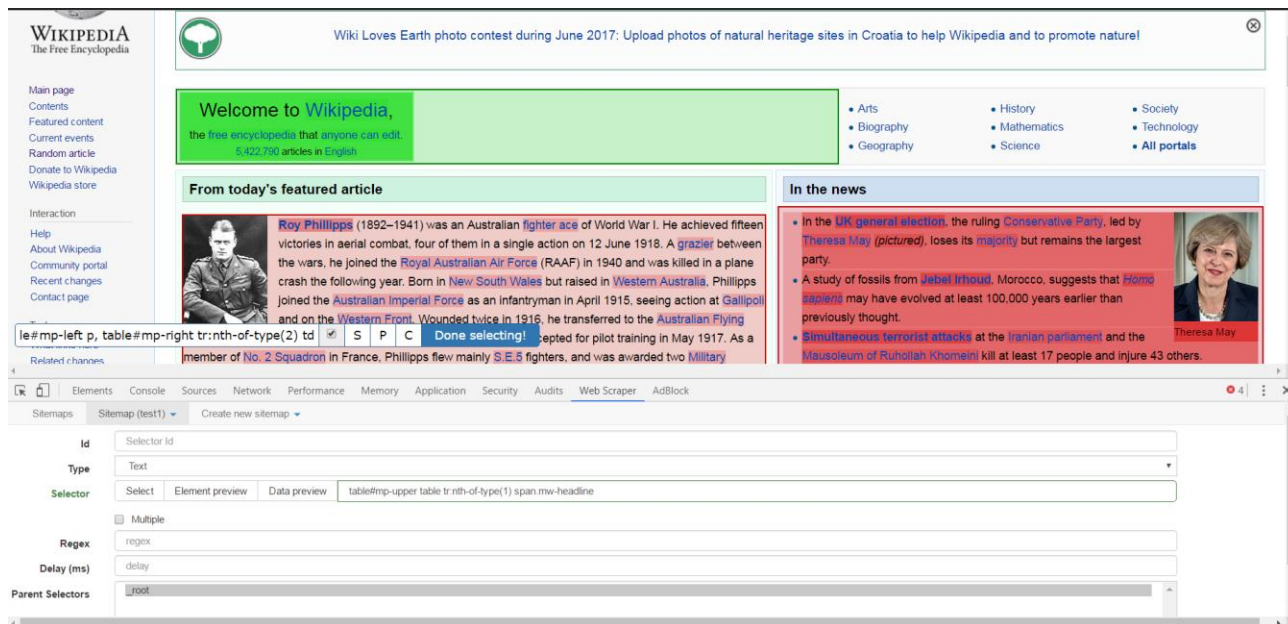 WIKIPEDIA
The Free Encyclopedia
Main page
Contents
Featured content
Current events
Random article
Donate to Wikipedia
Wikipedia store
Interaction
Help
About Wikipedia
Community portal
Recent changes
Contact page
Related changes
Wiki Loves Earth photo contest during June 2017: Upload photos of natural heritage sites in Croatia to help Wikipedia and to promote nature!
Welcome to Wikipedia,
the free encyclopedia that anyone can edit.
5,422,790 articles in English
• Arts
• Biography
• Geography
• History
• Mathematics
• Science
• Society
• Technology
• All portals
From today's featured article
Roy Phillipps (1892–1941) was an Australian fighter ace of World War I. He achieved fifteen
victories in aerial combat, four of them in a single action on 12 June 1918. A grazier between
the wars, he joined the Royal Australian Air Force (RAAF) in 1940 and was killed in a plane
crash the following year. Born in New South Wales but raised in Western Australia, Phillipps
joined the Australian Imperial Force as an infantryman in April 1915, seeing action at Gallipoli
and on the Western Front. Wounded twice in 1916, he transferred to the Australian Flying
cepted for pilot training in May 1917. As a
member of No. 2 Squadron in France, Phillipps flew mainly S.E.5 fighters, and was awarded two Military
In the news
• In the UK general election, the ruling Conservative Party, led by
Theresa May (pictured), loses its majority but remains the largest
party.
• A study of fossils from Jebel Irhoud, Morocco, suggests that Homo
sapiens may have evolved at least 100,000 years earlier than
previously thought.
• Simultaneous terrorist attacks at the Iranian parliament and the
Mausoleum of Ruhollah Khomeini kill at least 17 people and injure 43 others.
Theresa May
le#mp-left p, table#mp-right tr:nth-of-type(2) td S P C Done selecting!
Elements Console Sources Network Performance Memory Application Security Audits Web Scraper AdBlock 4
Sitemaps Sitemap (test1) Create new sitemap
Id Selector Id
Type Text
Selector Select Element preview Data preview table#mp-upper table tr:nth-of-type(1) span.mw-headline
Multiple
Regex regex
Delay (ms) delay
Parent Selectors _root